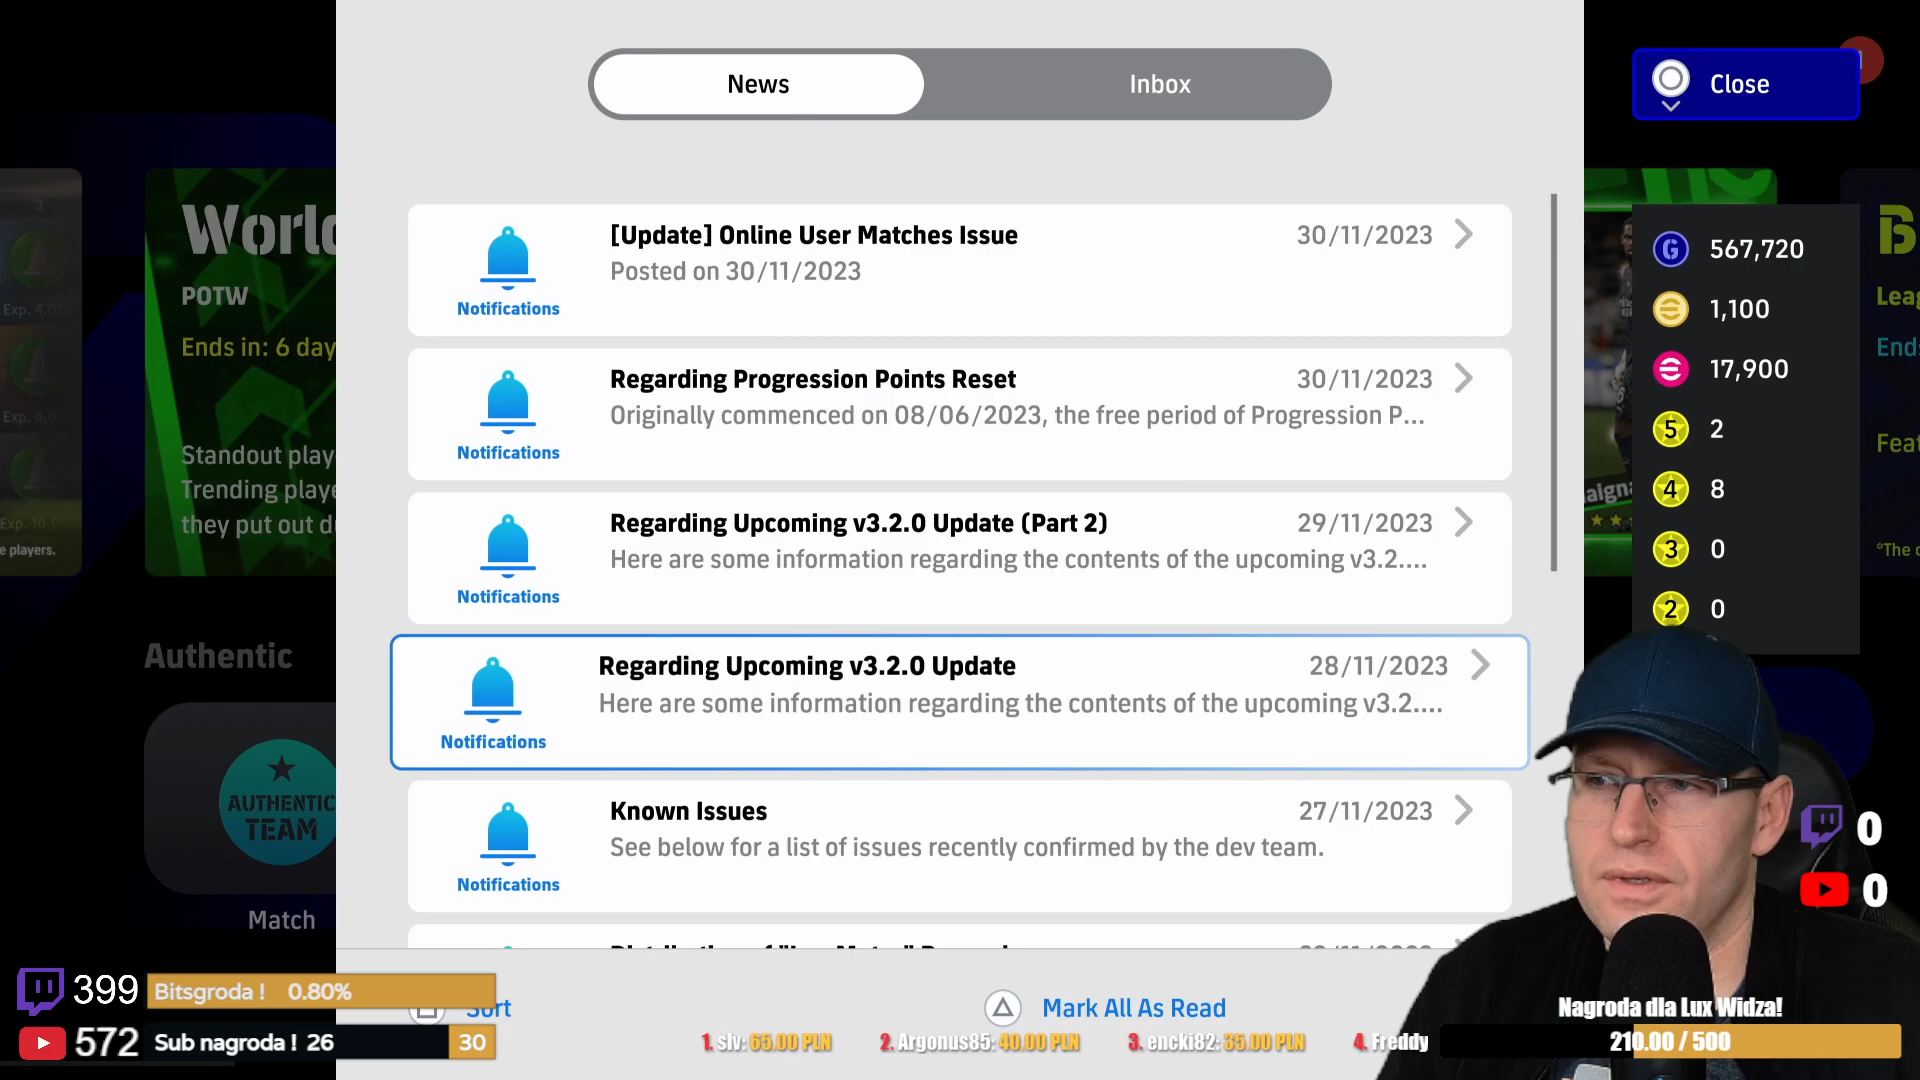 News
Inbox
Close
[Update] Online User Matches Issue
30/11/2023
Posted on 30/11/2023
Notifications
Regarding Progression Points Reset
30/11/2023
Originally commenced on 08/06/2023, the free period of Progression P...
Notifications
Regarding Upcoming v3.2.0 Update (Part 2)
29/11/2023
Here are some information regarding the contents of the upcoming v3.2....
Notifications
Regarding Upcoming v3.2.0 Update
28/11/2023
Here are some information regarding the contents of the upcoming v3.2....
Notifications
Known Issues
27/11/2023
See below for a list of issues recently confirmed by the dev team.
Notifications
Mark All As Read
World
POTW
Ends in: 6 day
Standout play
Trending playe
they put out d
e players.
3
Authentic
AUTHENTIC
TEAM
Match
G 567,720
1,100
17,900
5 2
4 8
3 0
2 0
B
Leag
Ends
Feat
*The c
aigna
0
0
399
Bitsgroda ! 0.80%
572
Sub nagroda ! 26
30
1. slv: 65.00 PLN
2. Argonus85: 40.00 PLN
3. encki82: 35.00 PLN
4. Freddy
Nagroda dla Lux Widza!
210.00 / 500